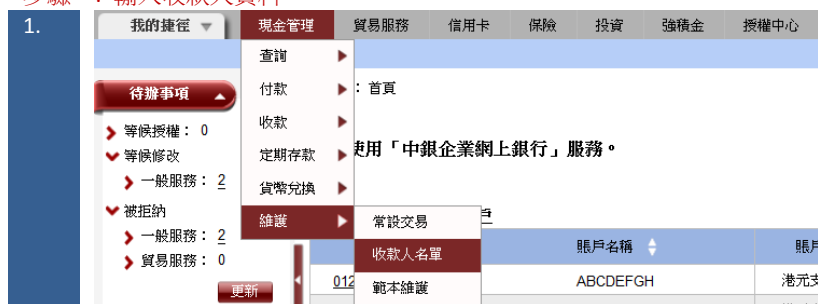 1.
我的捷徑 現金管理 貿易服務 信用卡 保險 投資 強積金 授權中心
查詢
付款
收款
定期存款
貨幣兌換
維護
常設交易
收款人名單
範本維護
待辦事項
等候授權： 0
等候修改
一般服務： 2
被拒納
一般服務： 2
貿易服務： 0
更新
：首頁
使用「中銀企業網上銀行」服務。
賬戶名稱
012
ABCDEFGH
港元支